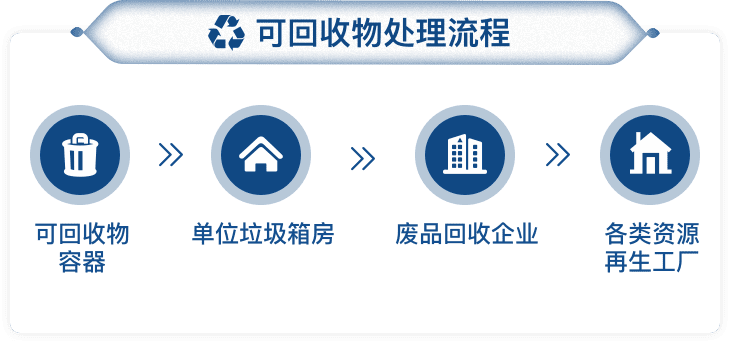 可回收物处理流程
可回收物
容器
单位垃圾箱房
废品回收企业
各类资源
再生工厂